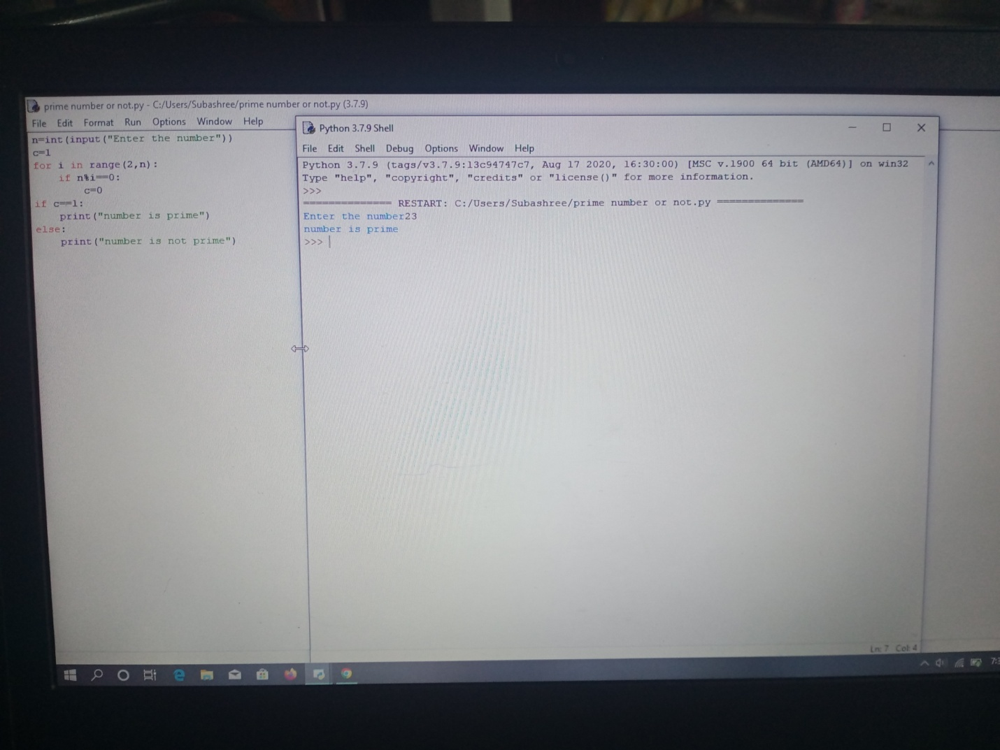 prime number or not.py - C:/Users/Subashree/prime number or not.py (3.7.9)
File Edit Format Run Options Window Help
n=int(input("Enter the number"))
c=1
for i in range(2,n):
    if n%i==0:
        c=0
if c==1:
    print("number is prime")
else:
    print("number is not prime")
Python 3.7.9 Shell
File Edit Shell Debug Options Window Help
Python 3.7.9 (tags/v3.7.9:13c94747c7, Aug 17 2020, 16:30:00) [MSC v.1900 64 bit (AMD64)] on win32
Type "help", "copyright", "credits" or "license()" for more information.
>>>
============== RESTART: C:/Users/Subashree/prime number or not.py ==============
Enter the number23
number is prime
>>>
Ln: 7 Col: 4